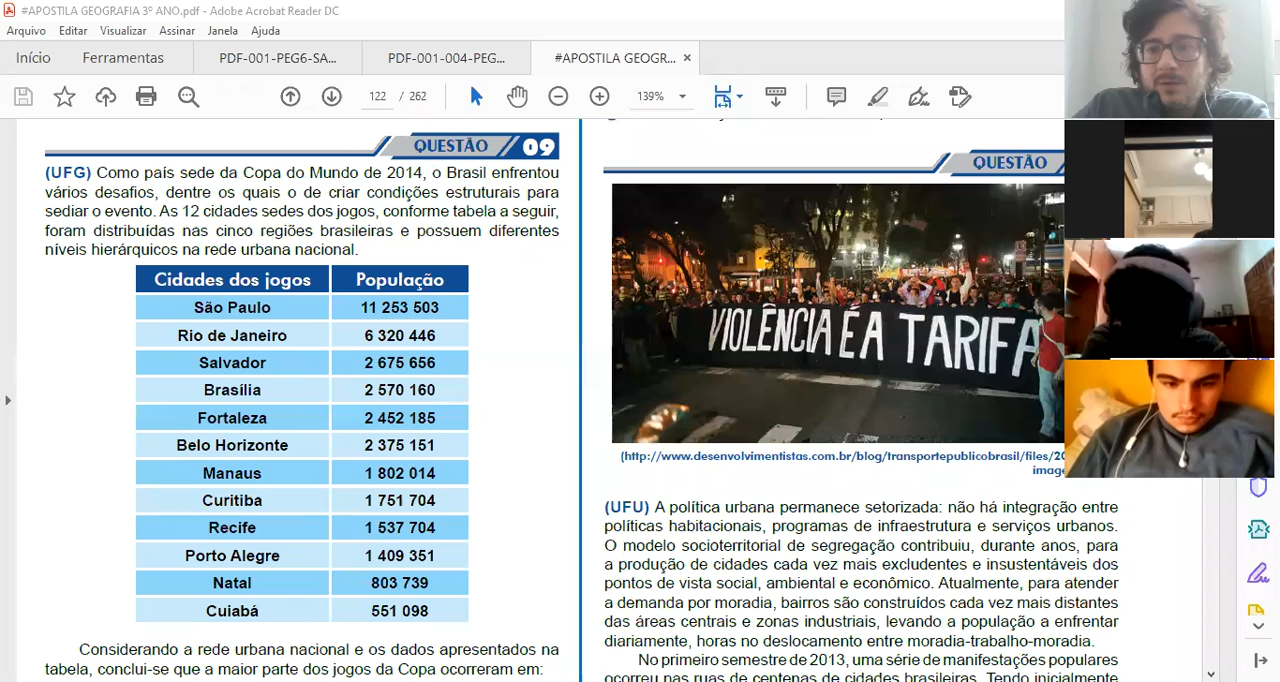 #APOSTILA GEOGRAFIA 3º ANO.pdf - Adobe Acrobat Reader DC
Arquivo Editar Visualizar Assinar Janela Ajuda
Início Ferramentas PDF-001-PEG6-SA... PDF-001-004-PEG... #APOSTILA GEOGR... ×
122 / 262 139%
QUESTÃO 09
(UFG) Como país sede da Copa do Mundo de 2014, o Brasil enfrentou
vários desafios, dentre os quais o de criar condições estruturais para
sediar o evento. As 12 cidades sedes dos jogos, conforme tabela a seguir,
foram distribuídas nas cinco regiões brasileiras e possuem diferentes
níveis hierárquicos na rede urbana nacional.
Cidades dos jogos População
São Paulo 11 253 503
Rio de Janeiro 6 320 446
Salvador 2 675 656
Brasília 2 570 160
Fortaleza 2 452 185
Belo Horizonte 2 375 151
Manaus 1 802 014
Curitiba 1 751 704
Recife 1 537 704
Porto Alegre 1 409 351
Natal 803 739
Cuiabá 551 098
Considerando a rede urbana nacional e os dados apresentados na
tabela, conclui-se que a maior parte dos jogos da Copa ocorreram em:
QUESTÃO
VIOLÊNCIA É A TARIFA
(http://www.desenvolvimentistas.com.br/blog/transportepublicobrasil/files/20
image
(UFU) A política urbana permanece setorizada: não há integração entre
políticas habitacionais, programas de infraestrutura e serviços urbanos.
O modelo socioterritorial de segregação contribuiu, durante anos, para
a produção de cidades cada vez mais excludentes e insustentáveis dos
pontos de vista social, ambiental e econômico. Atualmente, para atender
a demanda por moradia, bairros são construídos cada vez mais distantes
das áreas centrais e zonas industriais, levando a população a enfrentar
diariamente, horas no deslocamento entre moradia-trabalho-moradia.
No primeiro semestre de 2013, uma série de manifestações populares
ocorreu nas ruas de centenas de cidades brasileiras. Tendo inicialmente